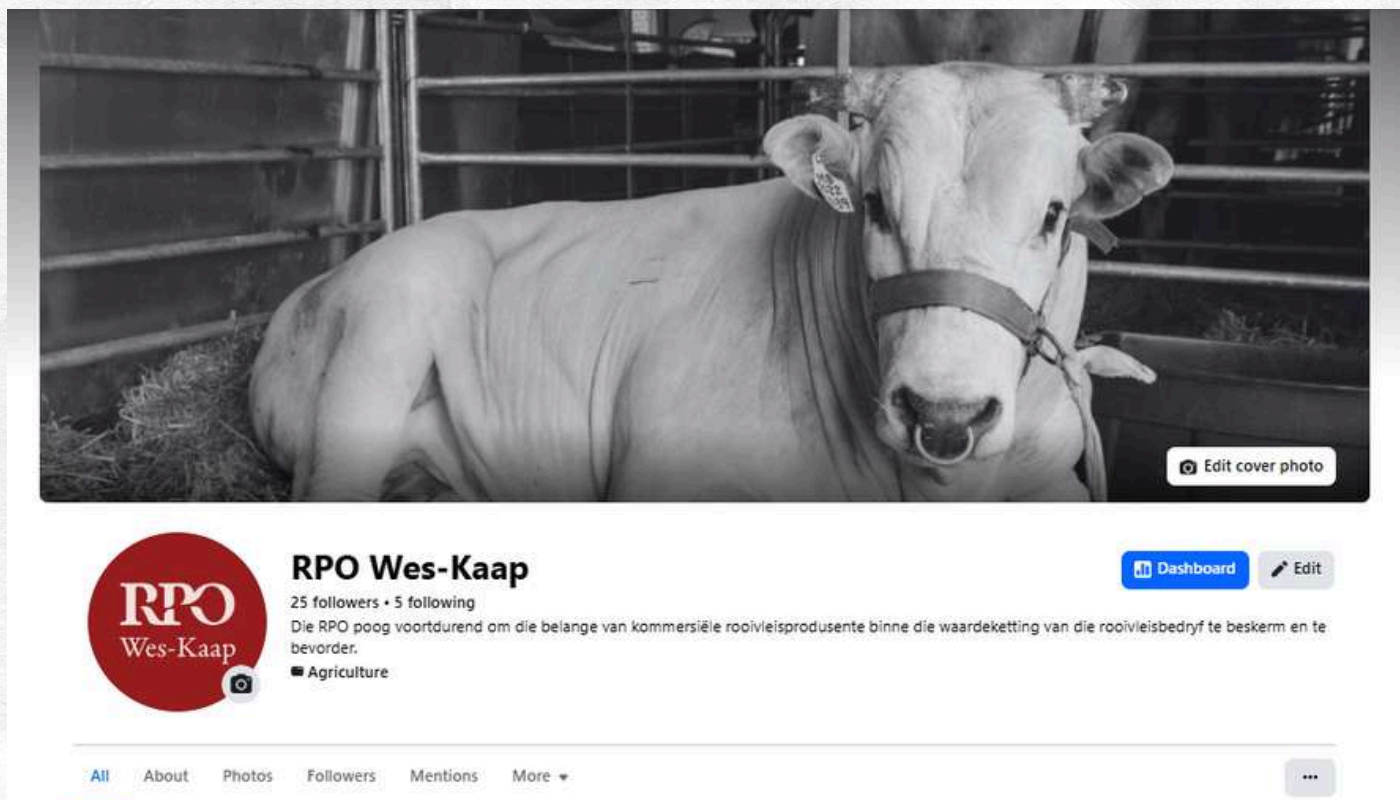 Edit cover photo
RPO
Wes-Kaap
RPO Wes-Kaap
Dashboard
Edit
25 followers • 5 following
Die RPO poog voortdurend om die belange van kommersiële rooivleisprodusente binne die waardeketting van die rooivleisbedryf te beskerm en te
bevorder.
Agriculture
All About Photos Followers Mentions More